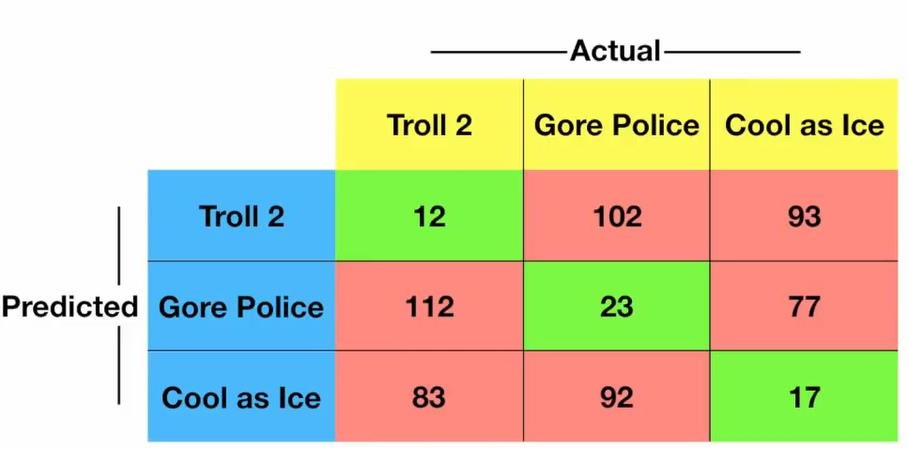 Actual
Troll 2 Gore Police Cool as Ice
Troll 2 12 102 93
Predicted Gore Police 112 23 77
Cool as Ice 83 92 17